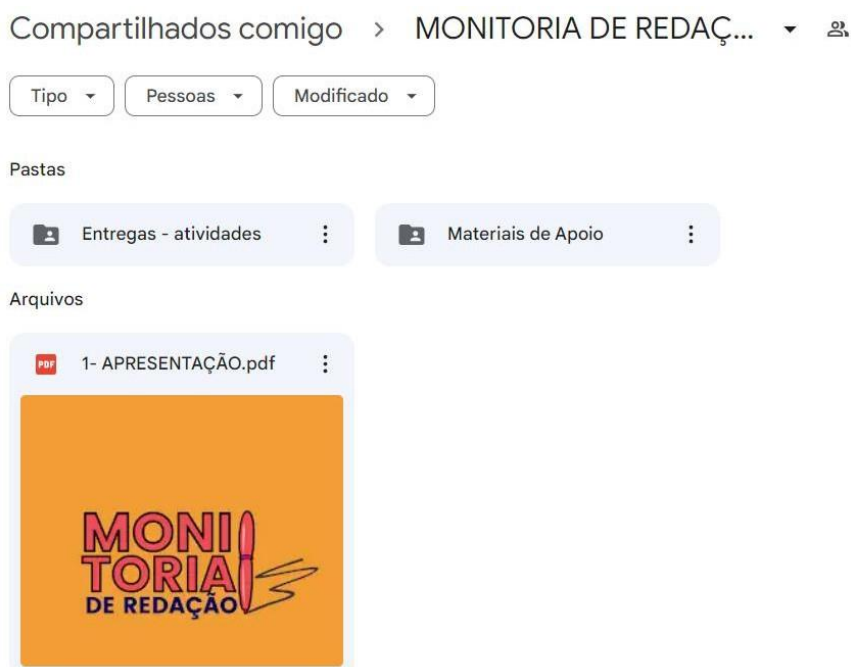 Compartilhados comigo > MONITORIA DE REDAÇ...
Tipo Pessoas Modificado
Pastas
Entregas - atividades Materiais de Apoio
Arquivos
PDF 1- APRESENTAÇÃO.pdf
MONI
TORIA
DE REDAÇÃO